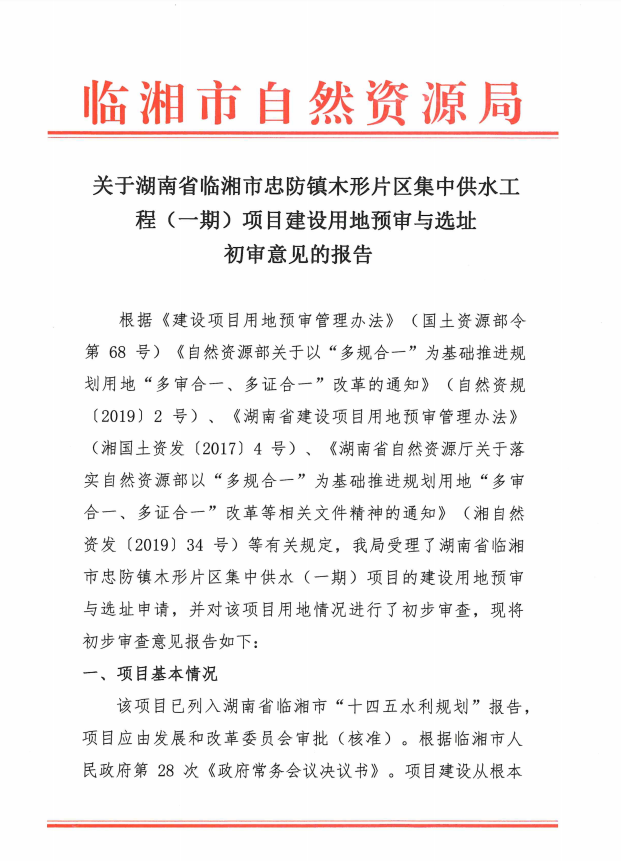 临湘市自然资源局
关于湖南省临湘市忠防镇木形片区集中供水工
程（一期）项目建设用地预审与选址
初审意见的报告
根据《建设项目用地预审管理办法》（国土资源部令
第 68 号）《自然资源部关于以“多规合一”为基础推进规
划用地“多审合一、多证合一”改革的通知》（自然资规
〔2019〕2 号）、《湖南省建设项目用地预审管理办法》
（湘国土资发〔2017〕4 号）、《湖南省自然资源厅关于落
实自然资源部以“多规合一”为基础推进规划用地“多审
合一、多证合一”改革等相关文件精神的通知》（湘自然
资发〔2019〕34 号）等有关规定，我局受理了湖南省临湘
市忠防镇木形片区集中供水（一期）项目的建设用地预审
与选址申请，并对该项目用地情况进行了初步审查，现将
初步审查意见报告如下：
一、项目基本情况
该项目已列入湖南省临湘市“十四五水利规划”报告，
项目应由发展和改革委员会审批（核准）。根据临湘市人
民政府第 28 次《政府常务会议决议书》。项目建设从根本